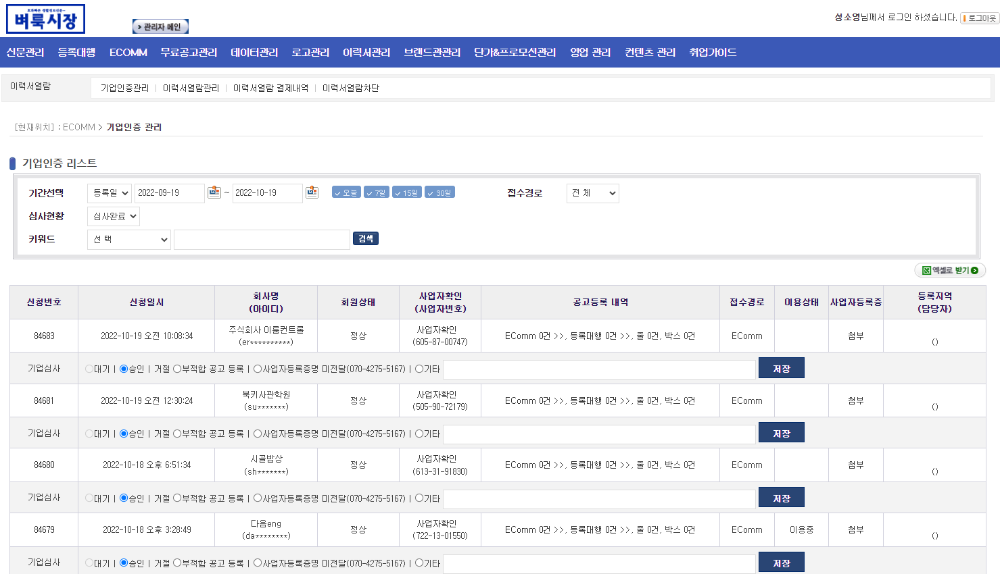 효과빠른 생활정보신문~
벼룩시장
관리자 메인
성소영님께서 로그인 하셨습니다. 로그아웃
신문관리 등록대행 ECOMM 무료공고관리 데이터관리 로고관리 이력서관리 브랜드관관리 단가&프로모션관리 영업 관리 컨텐츠 관리 취업가이드
이력서열람 기업인증관리 | 이력서열람관리 | 이력서열람 결제내역 | 이력서열람차단
[현재위치] : ECOMM > 기업인증 관리
기업인증 리스트
기간선택 등록일 2022-09-19 ~ 2022-10-19 오늘 7일 15일 30일 접수경로 전 체
심사현황 심사완료
키워드 선 택 검색
엑셀로 받기
신청번호 신청일시 회사명 (아이디) 회원상태 사업자확인 (사업자번호) 공고등록 내역 접수경로 이용상태 사업자등록증 등록지역 (담당자)
84683 2022-10-19 오전 10:08:34 주식회사 이룸컨트롤 (er**********) 정상 사업자확인 (605-87-00747) EComm 0건 >>, 등록대행 0건 >>, 줄 0건, 박스 0건 EComm 첨부 ()
기업심사 대기 | 승인 | 거절 부적합 공고 등록 | 사업자등록증명 미전달(070-4275-5167) | 기타 저장
84681 2022-10-19 오전 12:30:24 북키사관학원 (su*******) 정상 사업자확인 (505-90-72179) EComm 0건 >>, 등록대행 0건 >>, 줄 0건, 박스 0건 EComm 첨부 ()
기업심사 대기 | 승인 | 거절 부적합 공고 등록 | 사업자등록증명 미전달(070-4275-5167) | 기타 저장
84680 2022-10-18 오후 6:51:34 시골밥상 (sh*******) 정상 사업자확인 (613-31-91830) EComm 0건 >>, 등록대행 0건 >>, 줄 0건, 박스 0건 EComm 첨부 ()
기업심사 대기 | 승인 | 거절 부적합 공고 등록 | 사업자등록증명 미전달(070-4275-5167) | 기타 저장
84679 2022-10-18 오후 3:28:49 다음eng (da********) 정상 사업자확인 (722-13-01550) EComm 0건 >>, 등록대행 0건 >>, 줄 0건, 박스 0건 EComm 이용중 첨부 ()
기업심사 대기 | 승인 | 거절 부적합 공고 등록 | 사업자등록증명 미전달(070-4275-5167) | 기타 저장